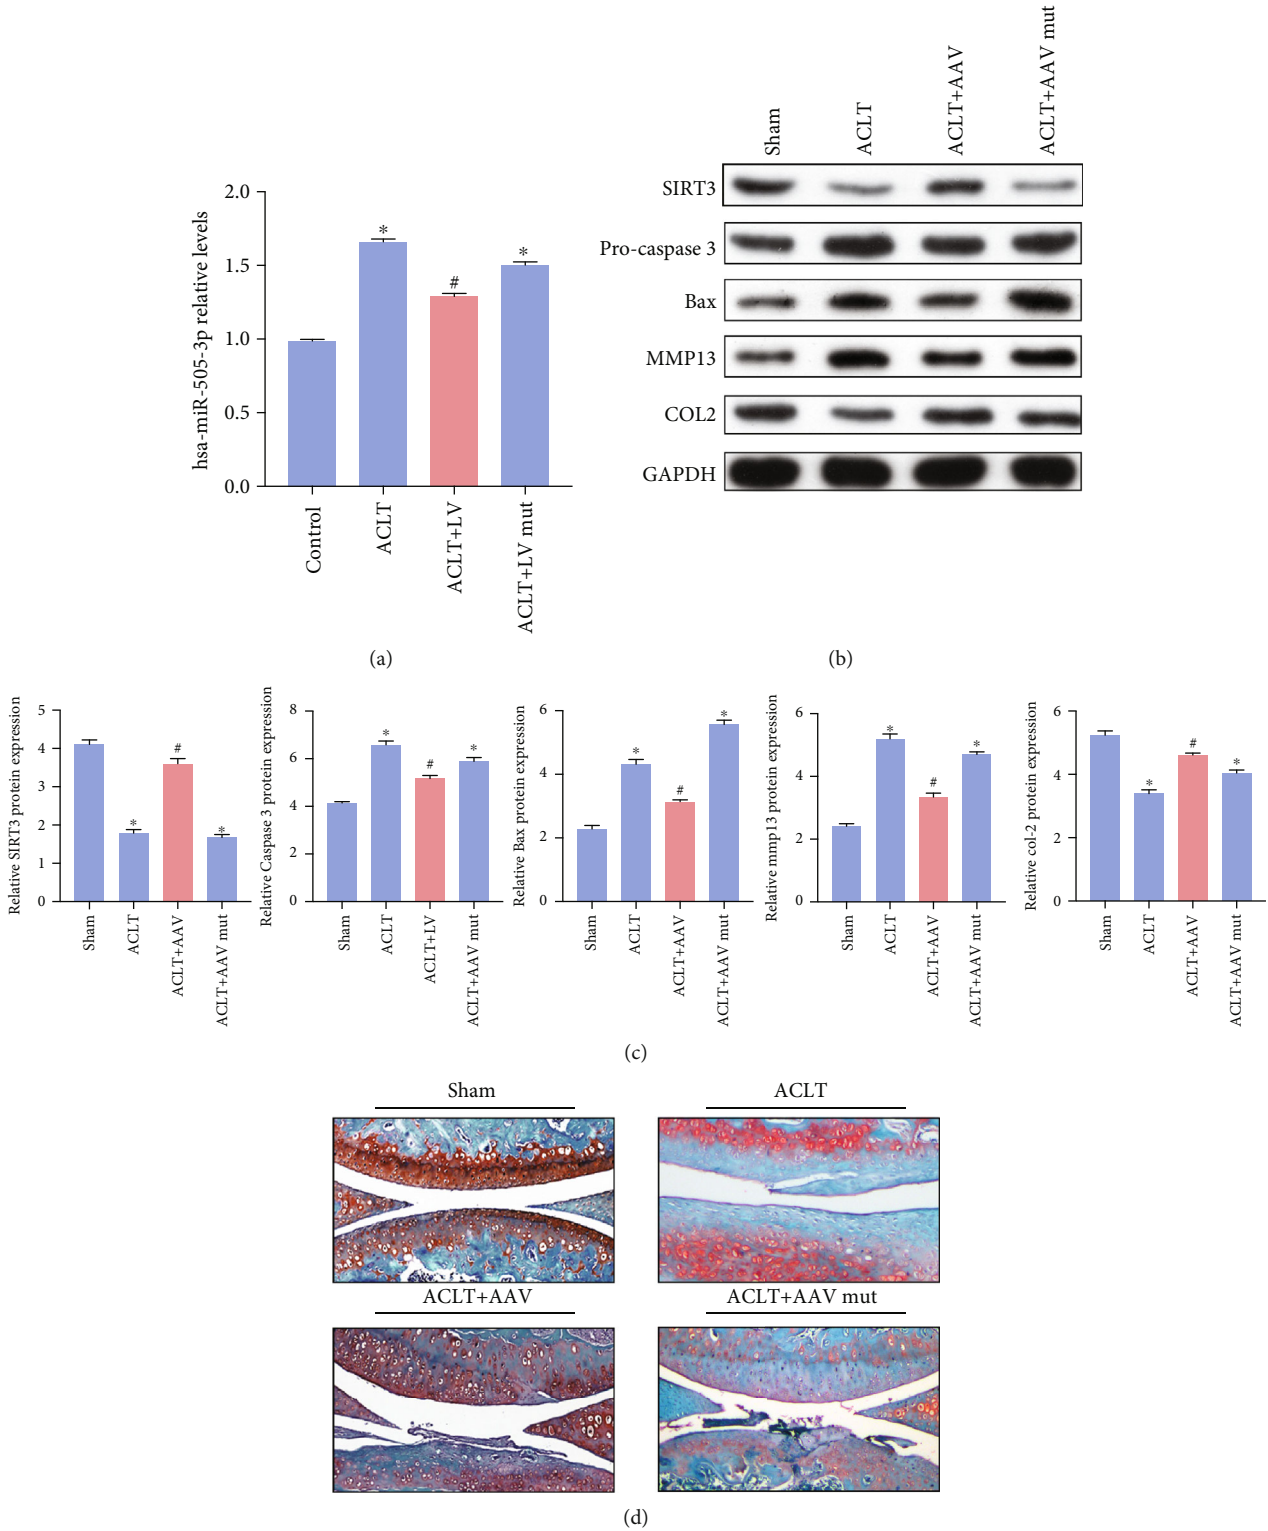 hsa-miR-505-3p relative levels
2.0
1.5
1.0
0.5
0.0
*
#
*
Control
ACLT
ACLT+LV
ACLT+LV mut
(a)
Sham
ACLT
ACLT+AAV
ACLT+AAV mut
SIRT3
Pro-caspase 3
Bax
MMP13
COL2
GAPDH
(b)
Relative SIRT3 protein expression
5
4
3
2
1
0
*
#
*
Sham
ACLT
ACLT+AAV
ACLT+AAV mut
Relative Caspase 3 protein expression
8
6
4
2
0
*
#
*
Sham
ACLT
ACLT+LV
ACLT+AAV mut
Relative Bax protein expression
6
4
2
0
*
#
*
Sham
ACLT
ACLT+AAV
ACLT+AAV mut
Relative mmp13 protein expression
6
4
2
0
*
#
*
Sham
ACLT
ACLT+AAV
ACLT+AAV mut
Relative col-2 protein expression
6
4
2
0
*
#
*
Sham
ACLT
ACLT+AAV
ACLT+AAV mut
(c)
Sham
ACLT
ACLT+AAV
ACLT+AAV mut
(d)